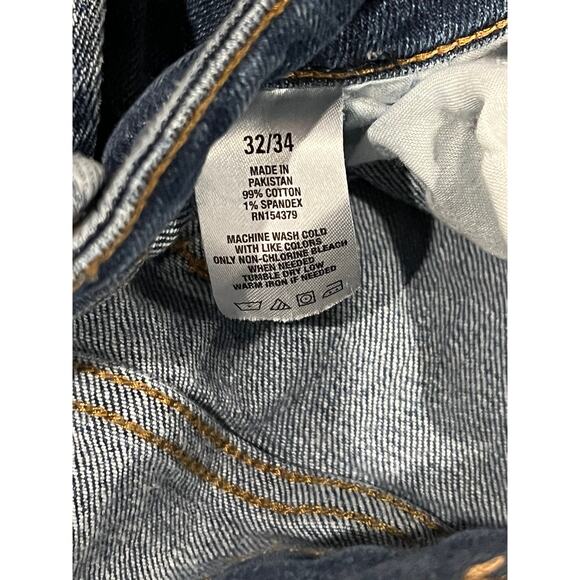 32/34
MADE IN
PAKISTAN
99% COTTON
1% SPANDEX
RN154379
MACHINE WASH COLD
WITH LIKE COLORS
ONLY NON-CHLORINE BLEACH
WHEN NEEDED
TUMBLE DRY LOW
WARM IRON IF NEEDED